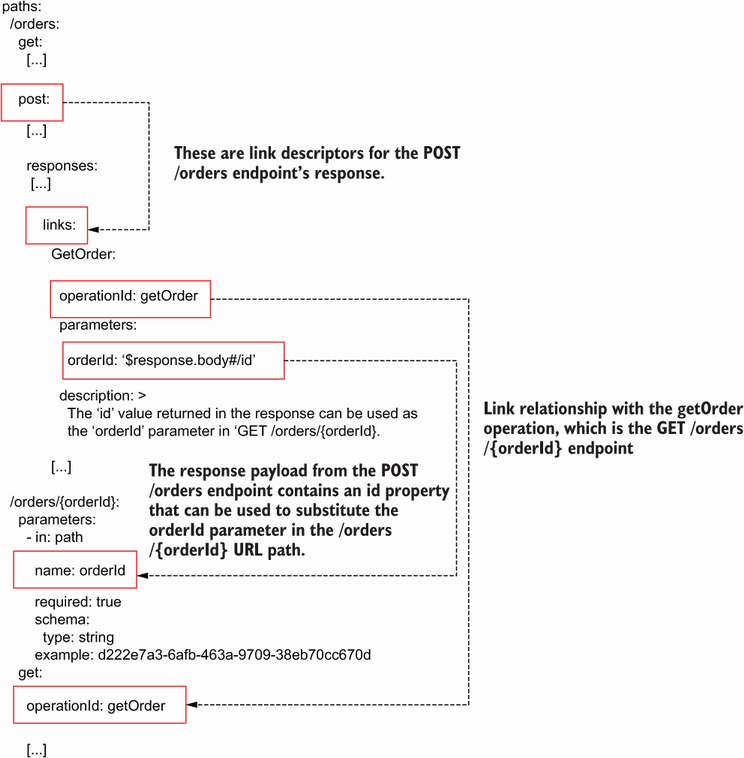 paths:
/orders:
get:
[...]
post:
[...]
These are link descriptors for the POST
/orders endpoint's response.
responses:
[...]
links:
GetOrder:
operationId: getOrder
parameters:
orderId: ‘$response.body#/id’
description: >
The ‘id’ value returned in the response can be used as
the ‘orderId’ parameter in ‘GET /orders/{orderId}.
Link relationship with the getOrder
operation, which is the GET /orders
/{orderId} endpoint
[...]
The response payload from the POST
/orders endpoint contains an id property
that can be used to substitute the
orderId parameter in the /orders
/{orderId} URL path.
/orders/{orderId}:
parameters:
- in: path
name: orderId
required: true
schema:
type: string
example: d222e7a3-6afb-463a-9709-38eb70cc670d
get:
operationId: getOrder
[...]